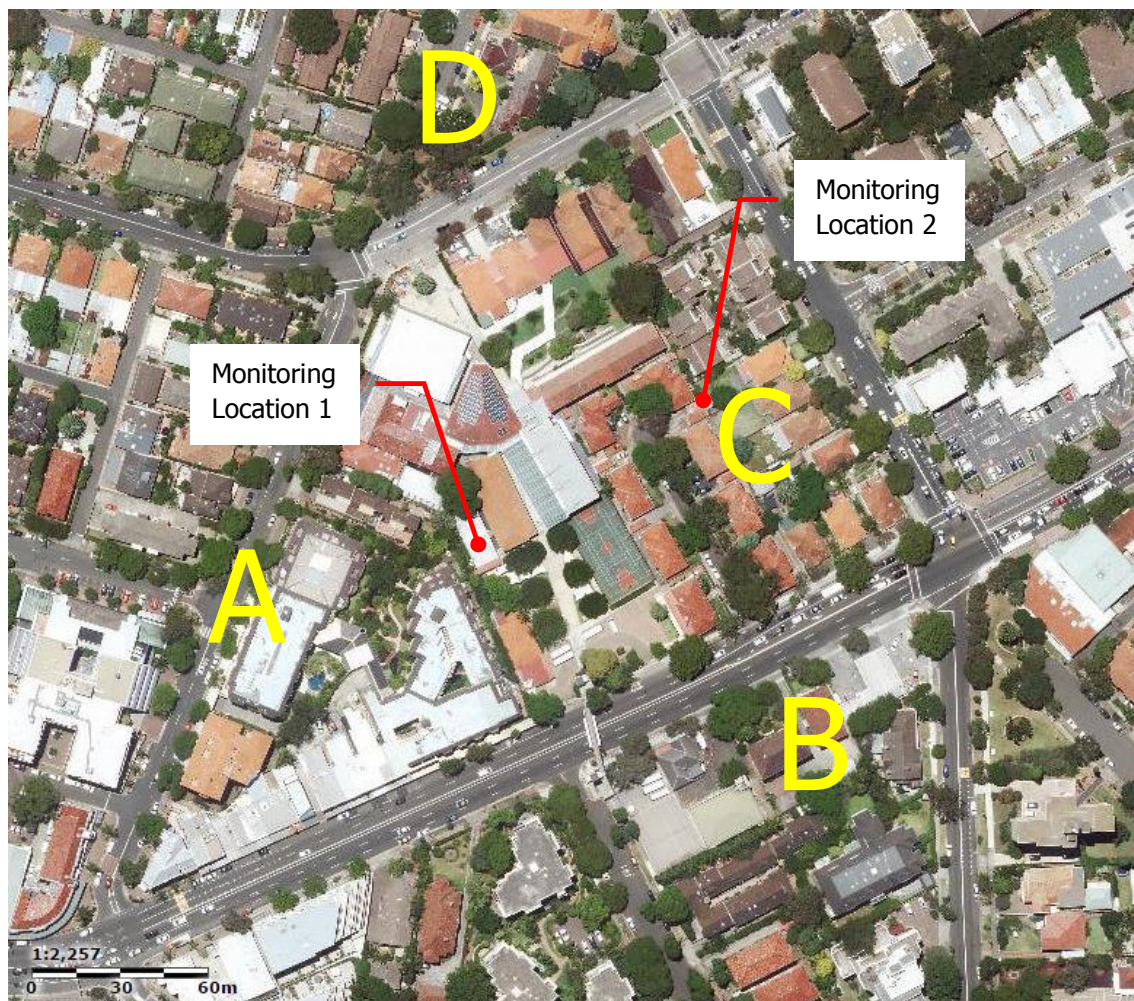 D
Monitoring
Location 2
Monitoring
Location 1
C
A
B
1:2,257
0 30 60m